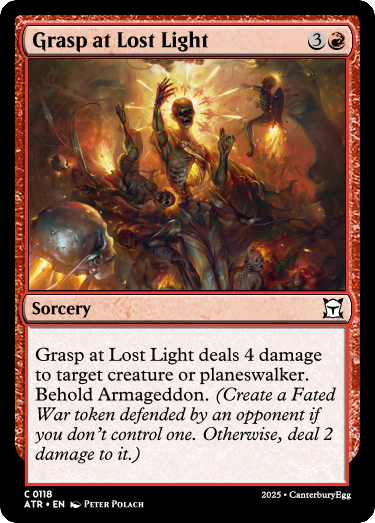 Grasp at Lost Light 3
Sorcery
Grasp at Lost Light deals 4 damage
to target creature or planeswalker.
Behold Armageddon. (Create a Fated
War token defended by an opponent if
you don't control one. Otherwise, deal 2
damage to it.)
C 0118
ATR • EN PETER POLACH
2025 • CanterburyEgg